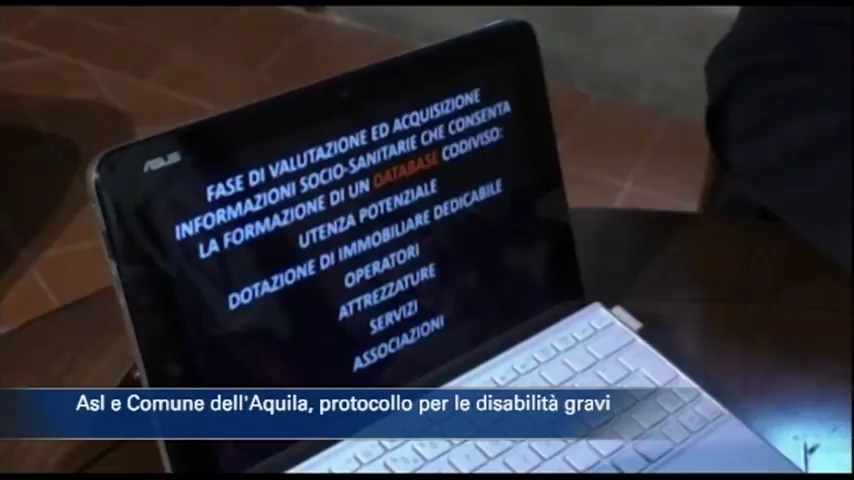 ASUS
FASE DI VALUTAZIONE ED ACQUISIZIONE
INFORMAZIONI SOCIO-SANITARIE CHE CONSENTA
LA FORMAZIONE DI UN DATABASE CODIVISO:
UTENZA POTENZIALE
DOTAZIONE DI IMMOBILIARE DEDICABILE
OPERATORI
ATTREZZATURE
SERVIZI
ASSOCIAZIONI
Asl e Comune dell'Aquila, protocollo per le disabilità gravi